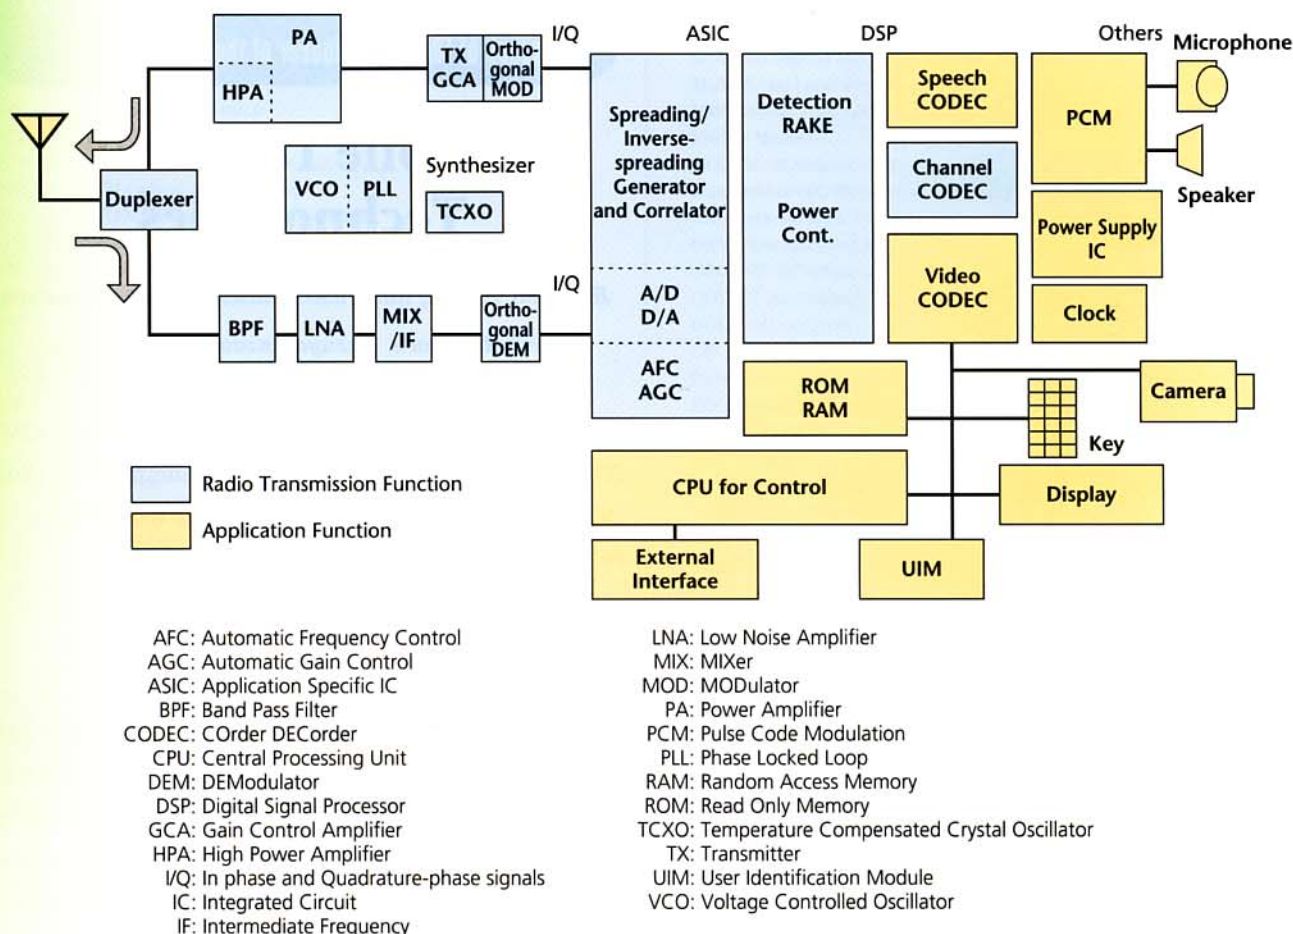 I/Q
ASIC
DSP
Others
PA
HPA
TX
GCA
Ortho-
gonal
MOD
Microphone
Speech
CODEC
PCM
Spreading/
Inverse-
spreading
Generator
and Correlator
Detection
RAKE
Synthesizer
VCO
PLL
TCXO
Duplexer
Channel
CODEC
Speaker
Power
Cont.
Power Supply
IC
Video
CODEC
I/Q
A/D
D/A
Clock
BPF
LNA
MIX
/IF
Ortho-
gonal
DEM
AFC
AGC
ROM
RAM
Camera
Key
Radio Transmission Function
Application Function
CPU for Control
Display
External
Interface
UIM
AFC: Automatic Frequency Control
AGC: Automatic Gain Control
ASIC: Application Specific IC
BPF: Band Pass Filter
CODEC: COrder DECorder
CPU: Central Processing Unit
DEM: DEModulator
DSP: Digital Signal Processor
GCA: Gain Control Amplifier
HPA: High Power Amplifier
I/Q: In phase and Quadrature-phase signals
IC: Integrated Circuit
IF: Intermediate Frequency
LNA: Low Noise Amplifier
MIX: MIXer
MOD: MODulator
PA: Power Amplifier
PCM: Pulse Code Modulation
PLL: Phase Locked Loop
RAM: Random Access Memory
ROM: Read Only Memory
TCXO: Temperature Compensated Crystal Oscillator
TX: Transmitter
UIM: User Identification Module
VCO: Voltage Controlled Oscillator